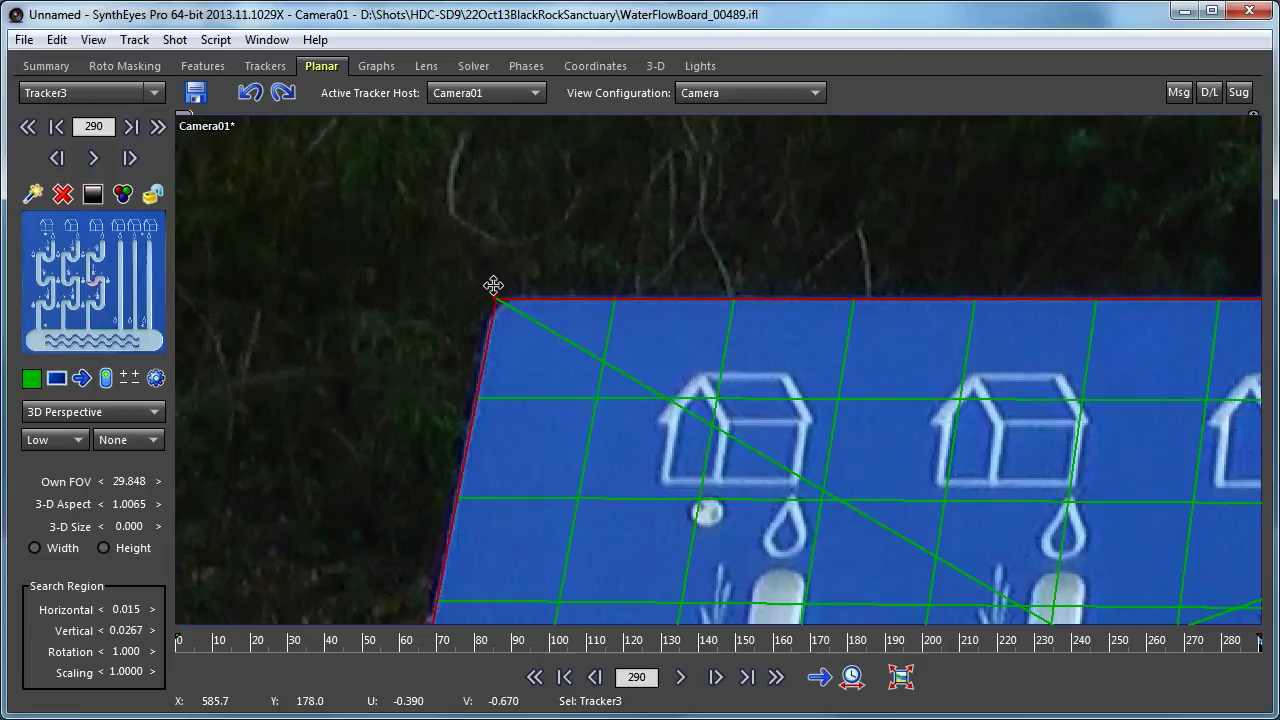 Unnamed - SynthEyes Pro 64-bit 2013.11.1029X - Camera01 - D:\Shots\HDC-SD9\22Oct13BlackRockSanctuary\WaterFlowBoard_00489.ifl
File Edit View Track Shot Script Window Help
Summary Roto Masking Features Trackers Planar Graphs Lens Solver Phases Coordinates 3-D Lights
Tracker3 Active Tracker Host: Camera01 View Configuration: Camera Msg D/L Sug
290
Camera01*
3D Perspective
Low None
Own FOV < 29.848 >
3-D Aspect < 1.0065 >
3-D Size < 0.000 >
Width Height
Search Region
Horizontal < 0.015 >
Vertical < 0.0267 >
Rotation < 1.000 >
Scaling < 1.0000 >
0 10 20 30 40 50 60 70 80 90 100 110 120 130 140 150 160 170 180 190 200 210 220 230 240 250 260 270 280
290
X: 585.7 Y: 178.0 U: -0.390 V: -0.670 Sel: Tracker3